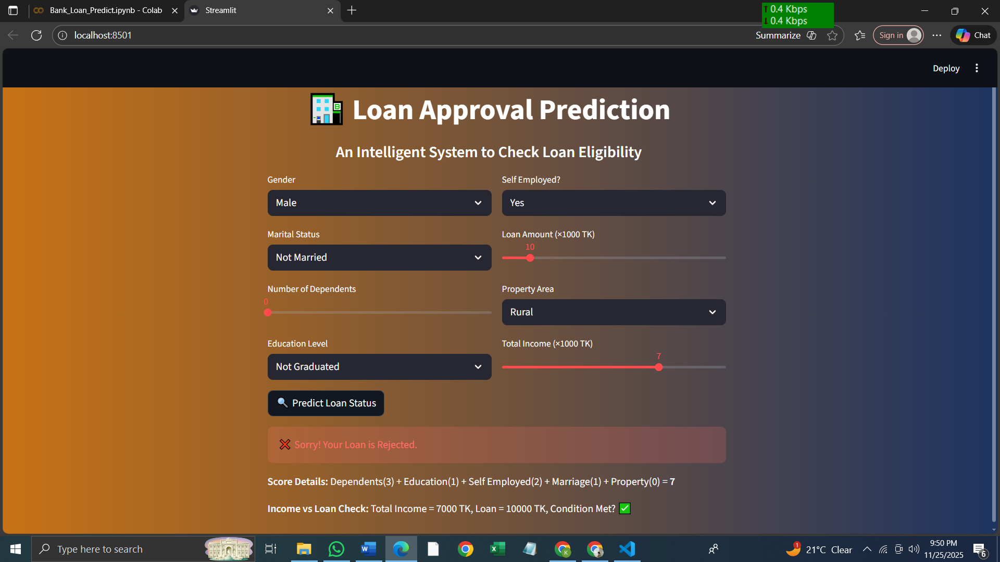 Bank_Loan_Predict.ipynb - Colab
Streamlit
0.4 Kbps
0.4 Kbps
localhost:8501
Summarize
Sign in
Chat
Deploy
Loan Approval Prediction
An Intelligent System to Check Loan Eligibility
Gender
Male
Self Employed?
Yes
Marital Status
Not Married
Loan Amount (×1000 TK)
10
Number of Dependents
0
Property Area
Rural
Education Level
Not Graduated
Total Income (×1000 TK)
7
Predict Loan Status
Sorry! Your Loan is Rejected.
Score Details: Dependents(3) + Education(1) + Self Employed(2) + Marriage(1) + Property(0) = 7
Income vs Loan Check: Total Income = 7000 TK, Loan = 10000 TK, Condition Met? ✅
Type here to search
1
21°C Clear
9:50 PM
11/25/2025
6